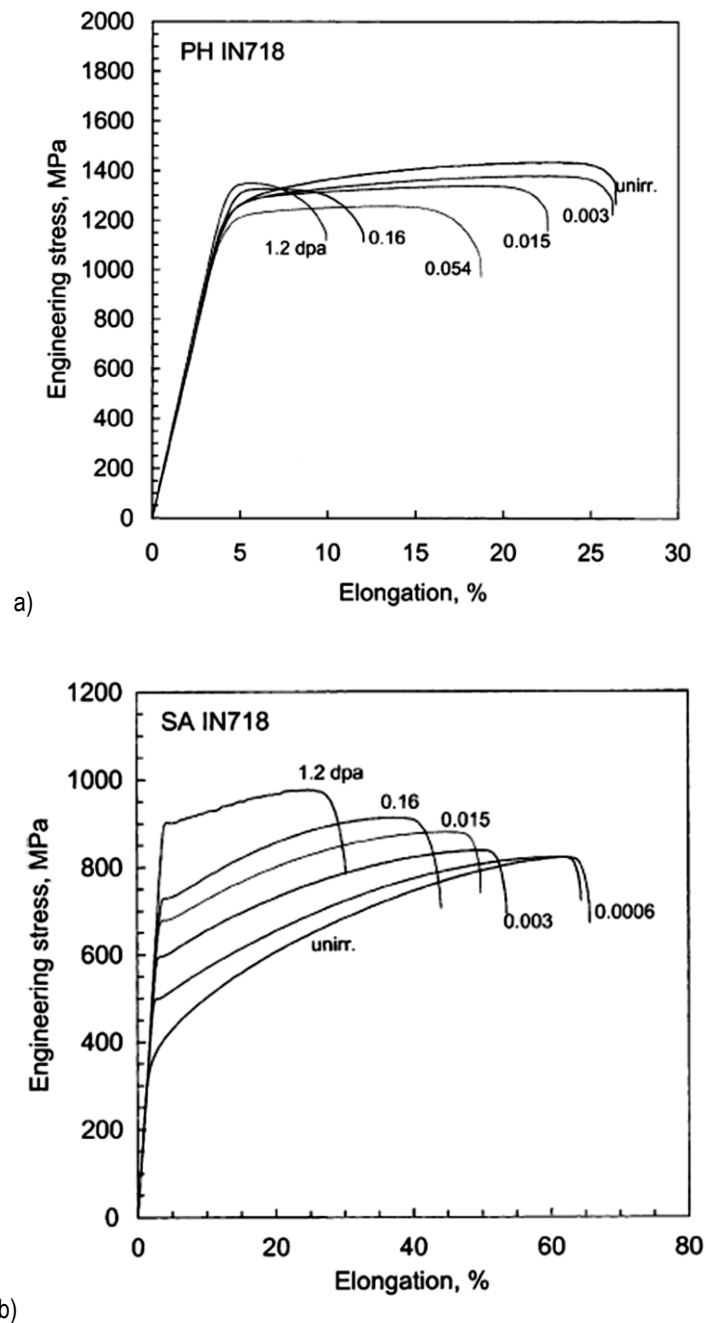 2000
PH IN718
1800
1600
1400
unirr.
1200
0.003
0.015
1.2 dpa
0.16
0.054
1000
800
600
400
200
0
0 5 10 15 20 25 30
Engineering stress, MPa
Elongation, %
a)
1200
SA IN718
1.2 dpa
1000
0.16
0.015
800
0.0006
0.003
600
unirr.
400
200
0
0 20 40 60 80
Engineering stress, MPa
Elongation, %
b)